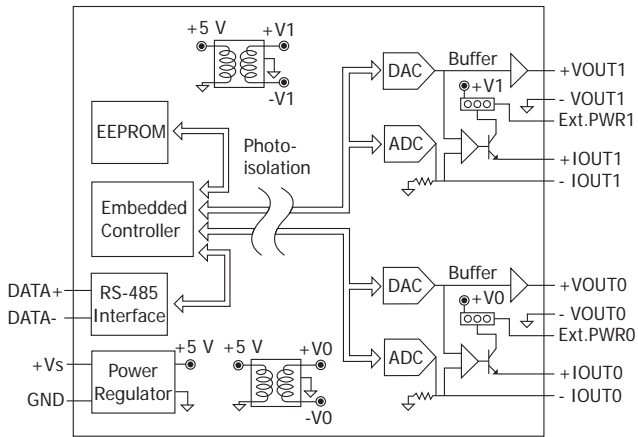 +5 V
+V1
-V1
DAC
Buffer
+VOUT1
+V1
- VOUT1
Ext.PWR1
EEPROM
Photo-
isolation
ADC
+IOUT1
- IOUT1
Embedded
Controller
DAC
Buffer
+VOUT0
DATA+
DATA-
RS-485
Interface
+V0
- VOUT0
Ext.PWR0
+Vs
GND
Power
Regulator
+5 V
+5 V
+V0
-V0
ADC
+IOUT0
- IOUT0